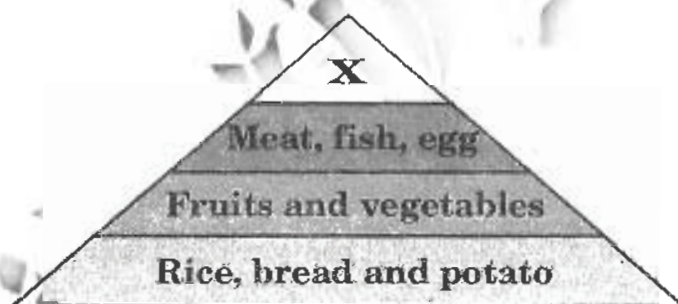 X
Meat, fish, egg
Fruits and vegetables
Rice, bread and potato